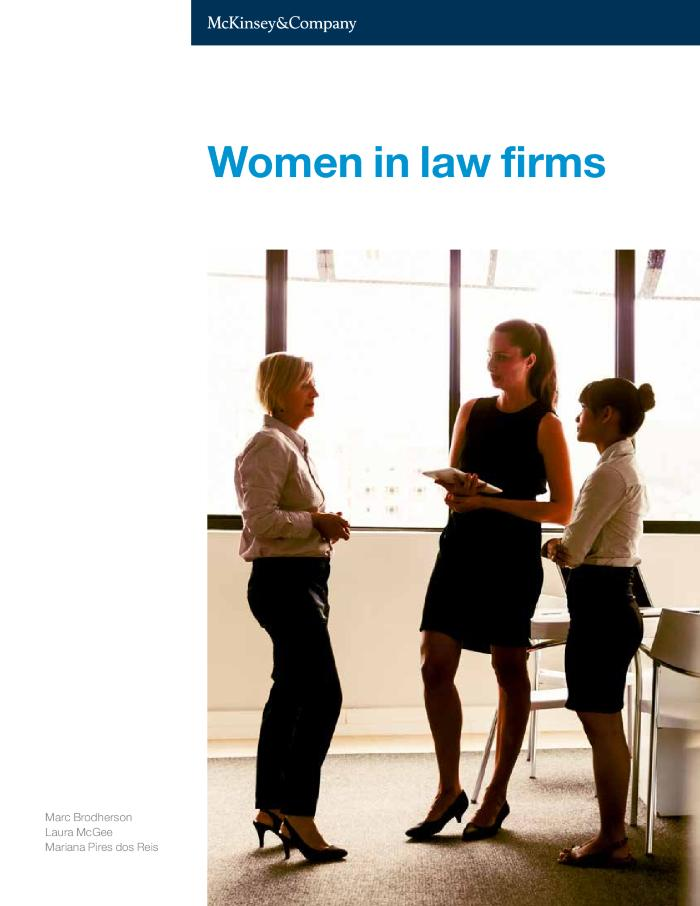 McKinsey&Company
Women in law firms
Marc Brodherson
Laura McGee
Mariana Pires dos Reis